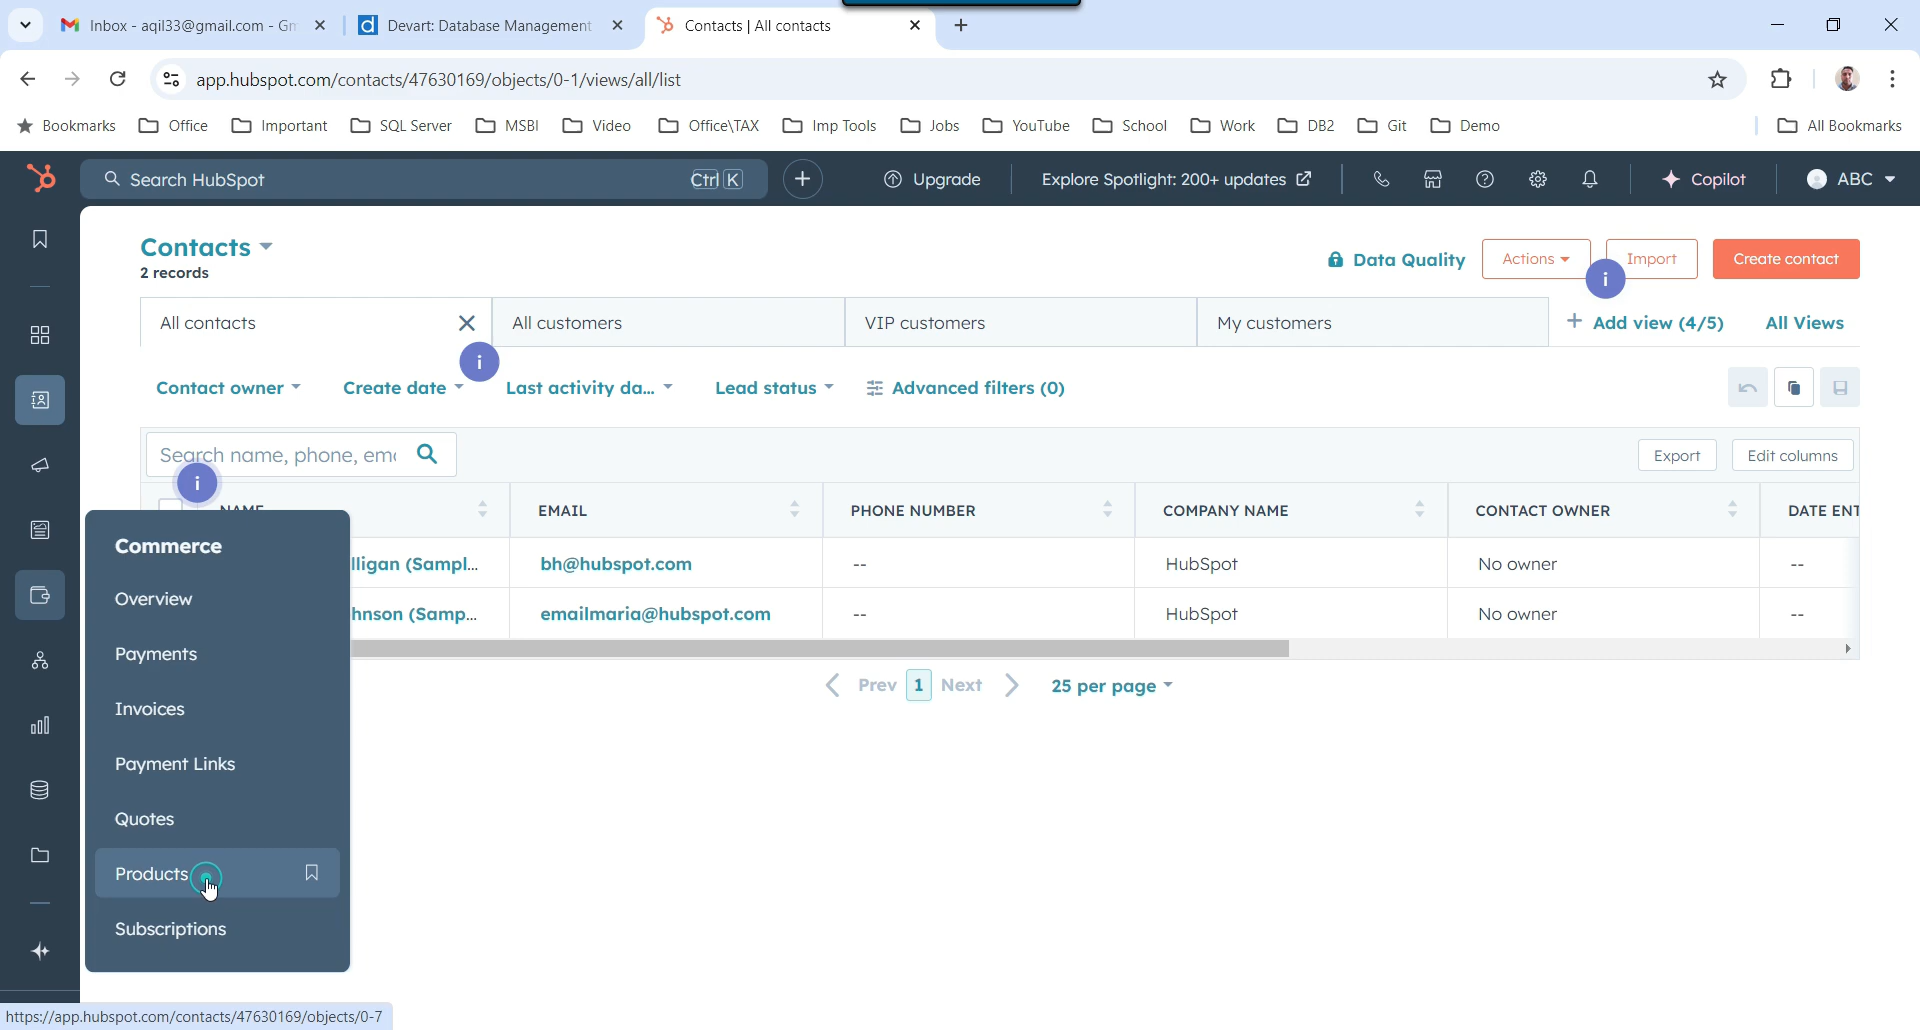 Inbox - aqil33@gmail.com - Gm
Devart: Database Management
Contacts | All contacts
app.hubspot.com/contacts/47630169/objects/0-1/views/all/list
Bookmarks
Office
Important
SQL Server
MSBI
Video
Office\TAX
Imp Tools
Jobs
YouTube
School
Work
DB2
Git
Demo
All Bookmarks
Search HubSpot
Ctrl K
Upgrade
Explore Spotlight: 200+ updates
Copilot
ABC
Contacts
2 records
Data Quality
Actions
Import
Create contact
i
All contacts
All customers
VIP customers
My customers
+ Add view (4/5)
All Views
i
Contact owner
Create date
Last activity da...
Lead status
Advanced filters (0)
Search name, phone, ema
Export
Edit columns
i
NAME
EMAIL
PHONE NUMBER
COMPANY NAME
CONTACT OWNER
DATE ENT
lligan (Sampl...
bh@hubspot.com
--
HubSpot
No owner
--
hnson (Samp...
emailmaria@hubspot.com
--
HubSpot
No owner
--
Prev
1
Next
25 per page
Commerce
Overview
Payments
Invoices
Payment Links
Quotes
Products
Subscriptions
https://app.hubspot.com/contacts/47630169/objects/0-7